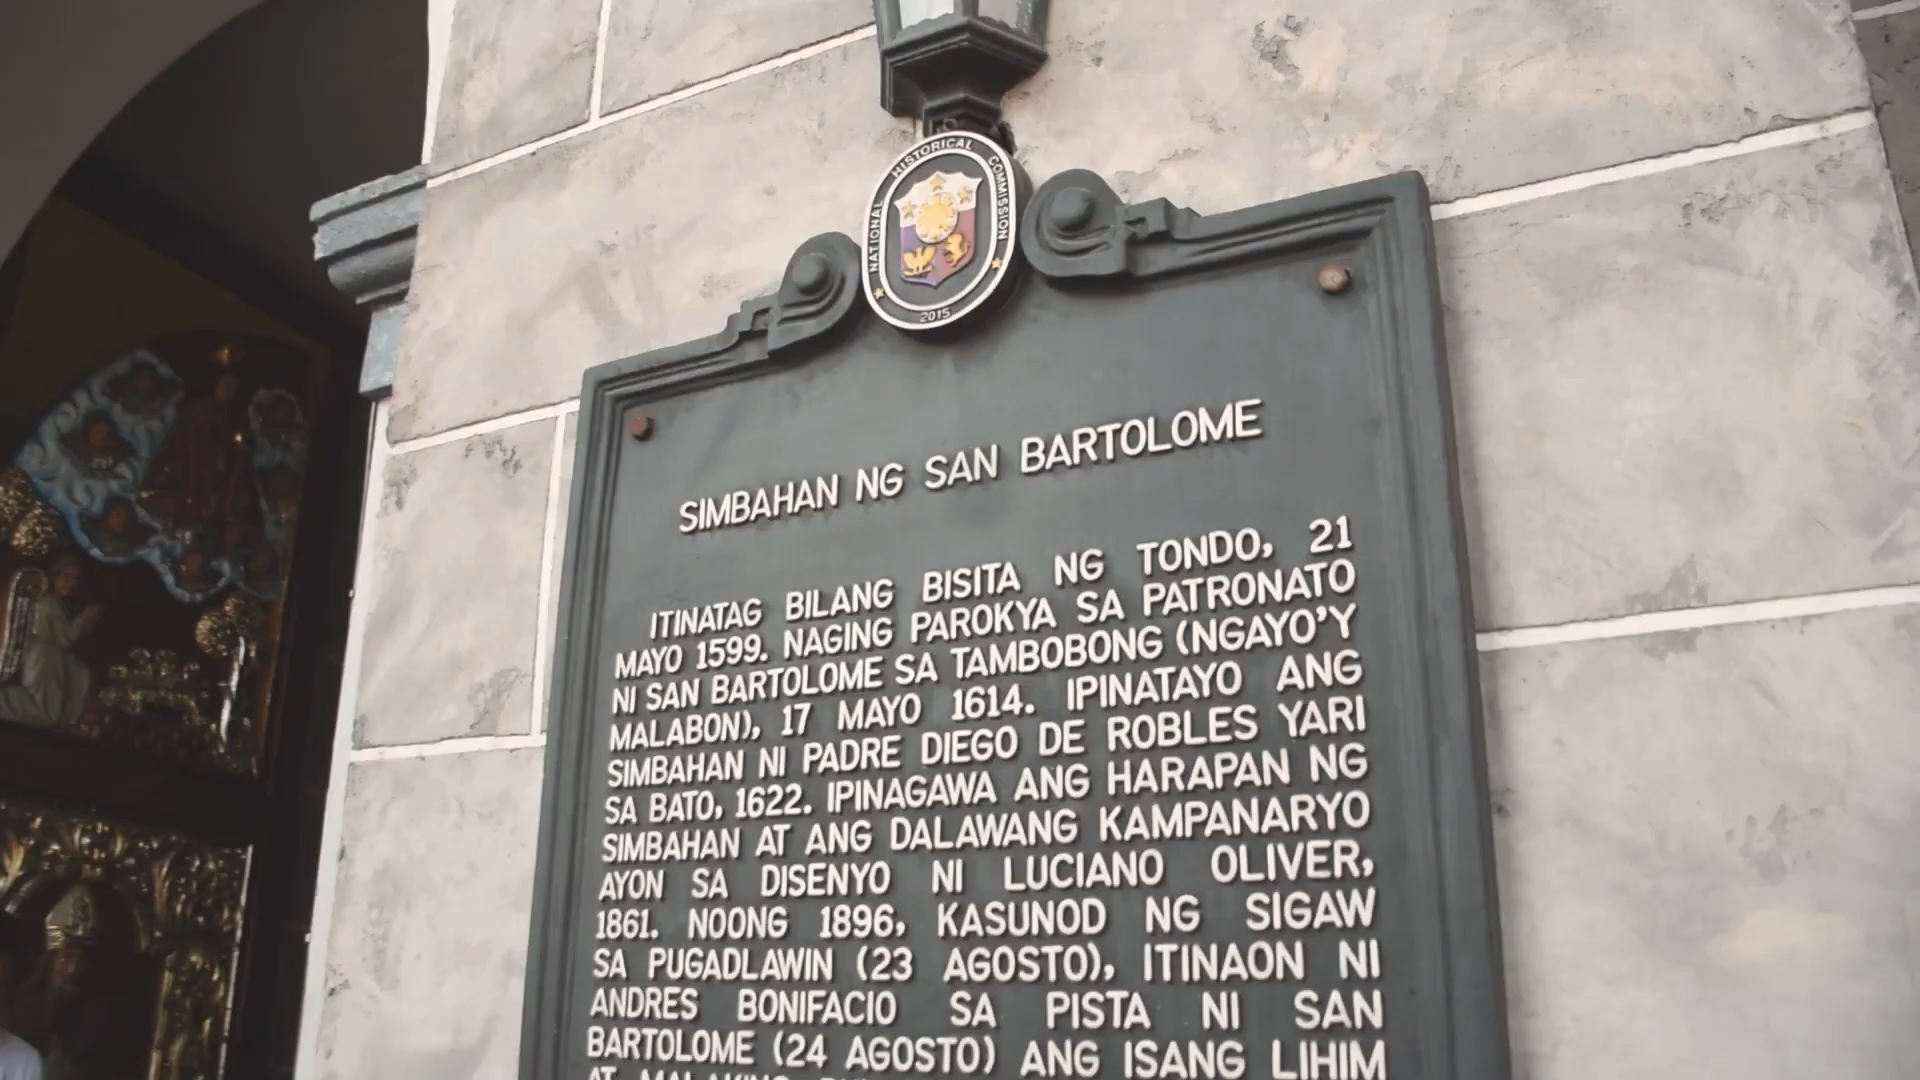 NATIONAL HISTORICAL COMMISSION
2015
SIMBAHAN NG SAN BARTOLOME
ITINATAG BILANG BISITA NG TONDO, 21
MAYO 1599. NAGING PAROKYA SA PATRONATO
NI SAN BARTOLOME SA TAMBOBONG (NGAYO'Y
MALABON), 17 MAYO 1614. IPINATAYO ANG
SIMBAHAN NI PADRE DIEGO DE ROBLES YARI
SA BATO, 1622. IPINAGAWA ANG HARAPAN NG
SIMBAHAN AT ANG DALAWANG KAMPANARYO
AYON SA DISENYO NI LUCIANO OLIVER,
1861. NOONG 1896, KASUNOD NG SIGAW
SA PUGADLAWIN (23 AGOSTO), ITINAON NI
ANDRES BONIFACIO SA PISTA NI SAN
BARTOLOME (24 AGOSTO) ANG ISANG LIHIM